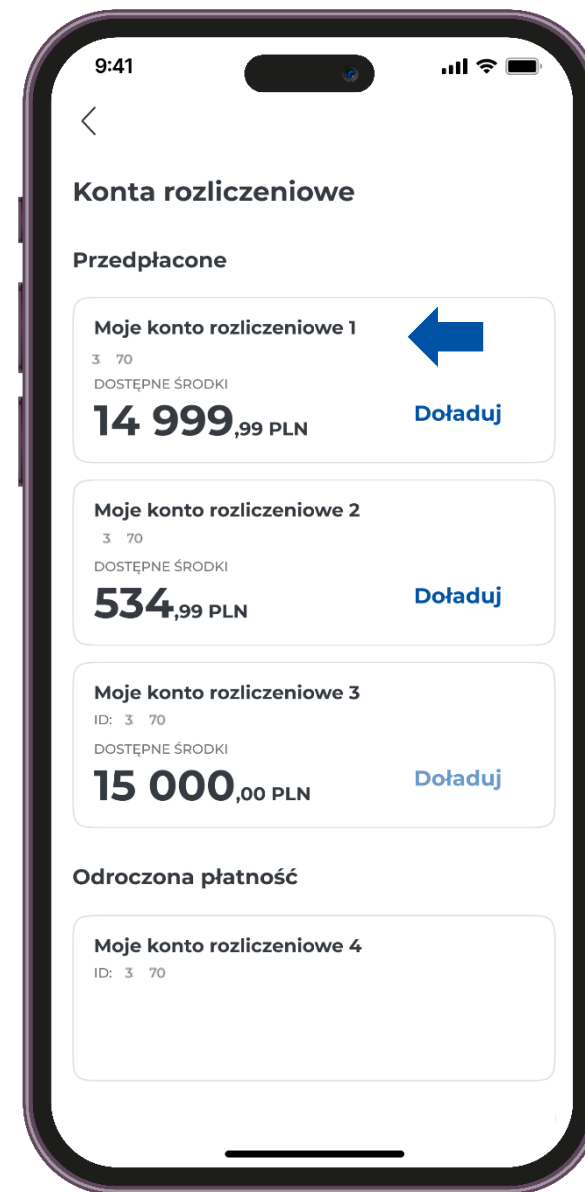 9:41
Konta rozliczeniowe
Przedpłacone
Moje konto rozliczeniowe 1
3 70
DOSTĘPNE ŚRODKI
14 999,99 PLN Doładuj
Moje konto rozliczeniowe 2
3 70
DOSTĘPNE ŚRODKI
534,99 PLN Doładuj
Moje konto rozliczeniowe 3
ID: 3 70
DOSTĘPNE ŚRODKI
15 000,00 PLN Doładuj
Odroczona płatność
Moje konto rozliczeniowe 4
ID: 3 70